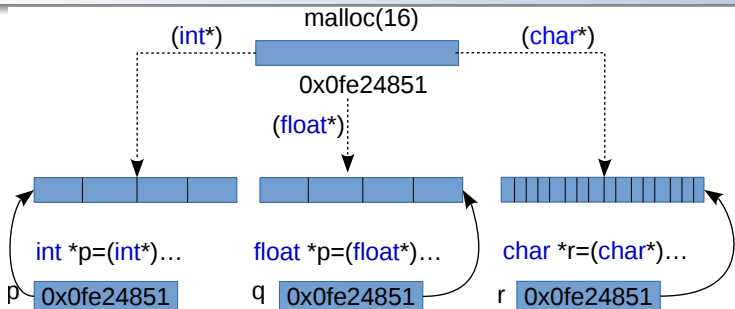 malloc(16)
(int*)
(char*)
0x0fe24851
(float*)
int *p=(int*)…
float *p=(float*)…
char *r=(char*)…
p
0x0fe24851
q
0x0fe24851
r
0x0fe24851